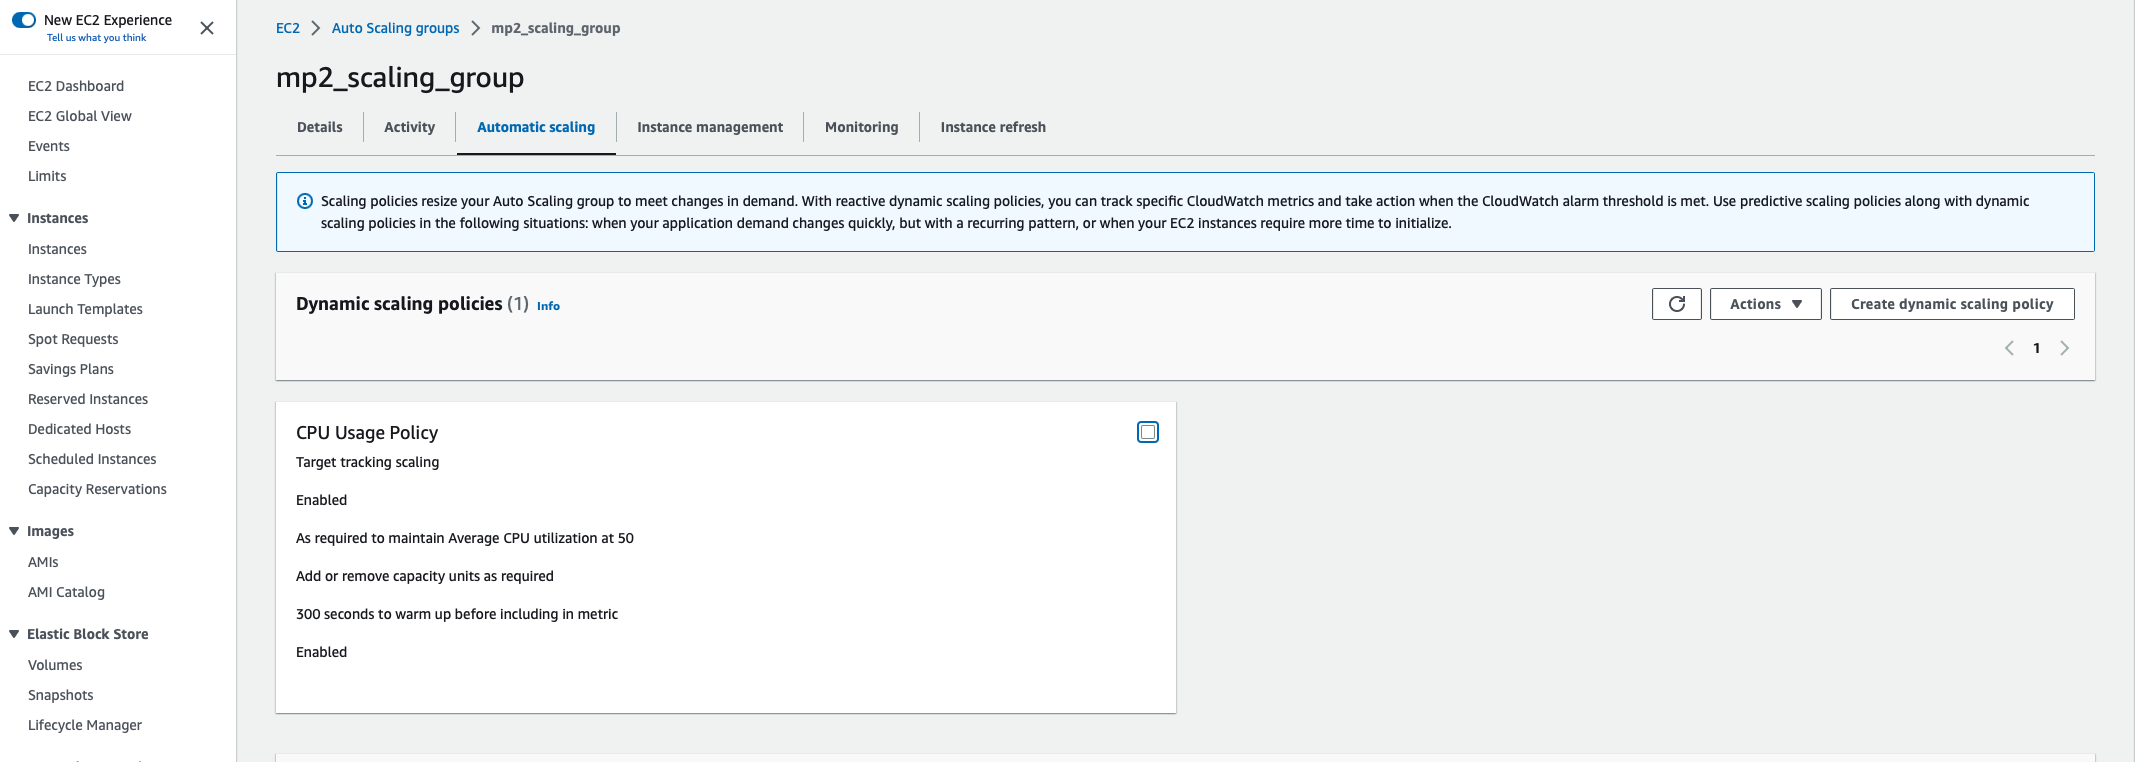 New EC2 Experience
Tell us what you think
EC2 Dashboard
EC2 Global View
Events
Limits
Instances
Instances
Instance Types
Launch Templates
Spot Requests
Savings Plans
Reserved Instances
Dedicated Hosts
Scheduled Instances
Capacity Reservations
Images
AMIs
AMI Catalog
Elastic Block Store
Volumes
Snapshots
Lifecycle Manager
EC2 > Auto Scaling groups > mp2_scaling_group
mp2_scaling_group
Details Activity Automatic scaling Instance management Monitoring Instance refresh
Scaling policies resize your Auto Scaling group to meet changes in demand. With reactive dynamic scaling policies, you can track specific CloudWatch metrics and take action when the CloudWatch alarm threshold is met. Use predictive scaling policies along with dynamic
scaling policies in the following situations: when your application demand changes quickly, but with a recurring pattern, or when your EC2 instances require more time to initialize.
Dynamic scaling policies (1) Info
Actions Create dynamic scaling policy
1
CPU Usage Policy
Target tracking scaling
Enabled
As required to maintain Average CPU utilization at 50
Add or remove capacity units as required
300 seconds to warm up before including in metric
Enabled